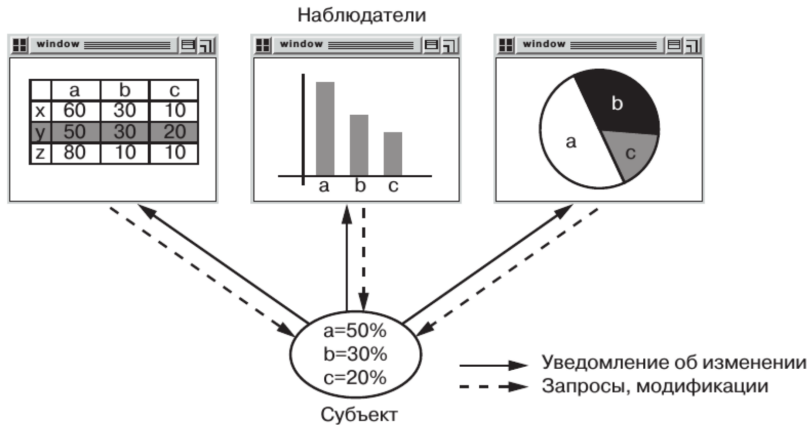 Наблюдатели
window
window
window
a b c
x 60 30 10
y 50 30 20
z 80 10 10
a b c
a
b
c
a=50%
b=30%
c=20%
Субъект
Уведомление об изменении
Запросы, модификации